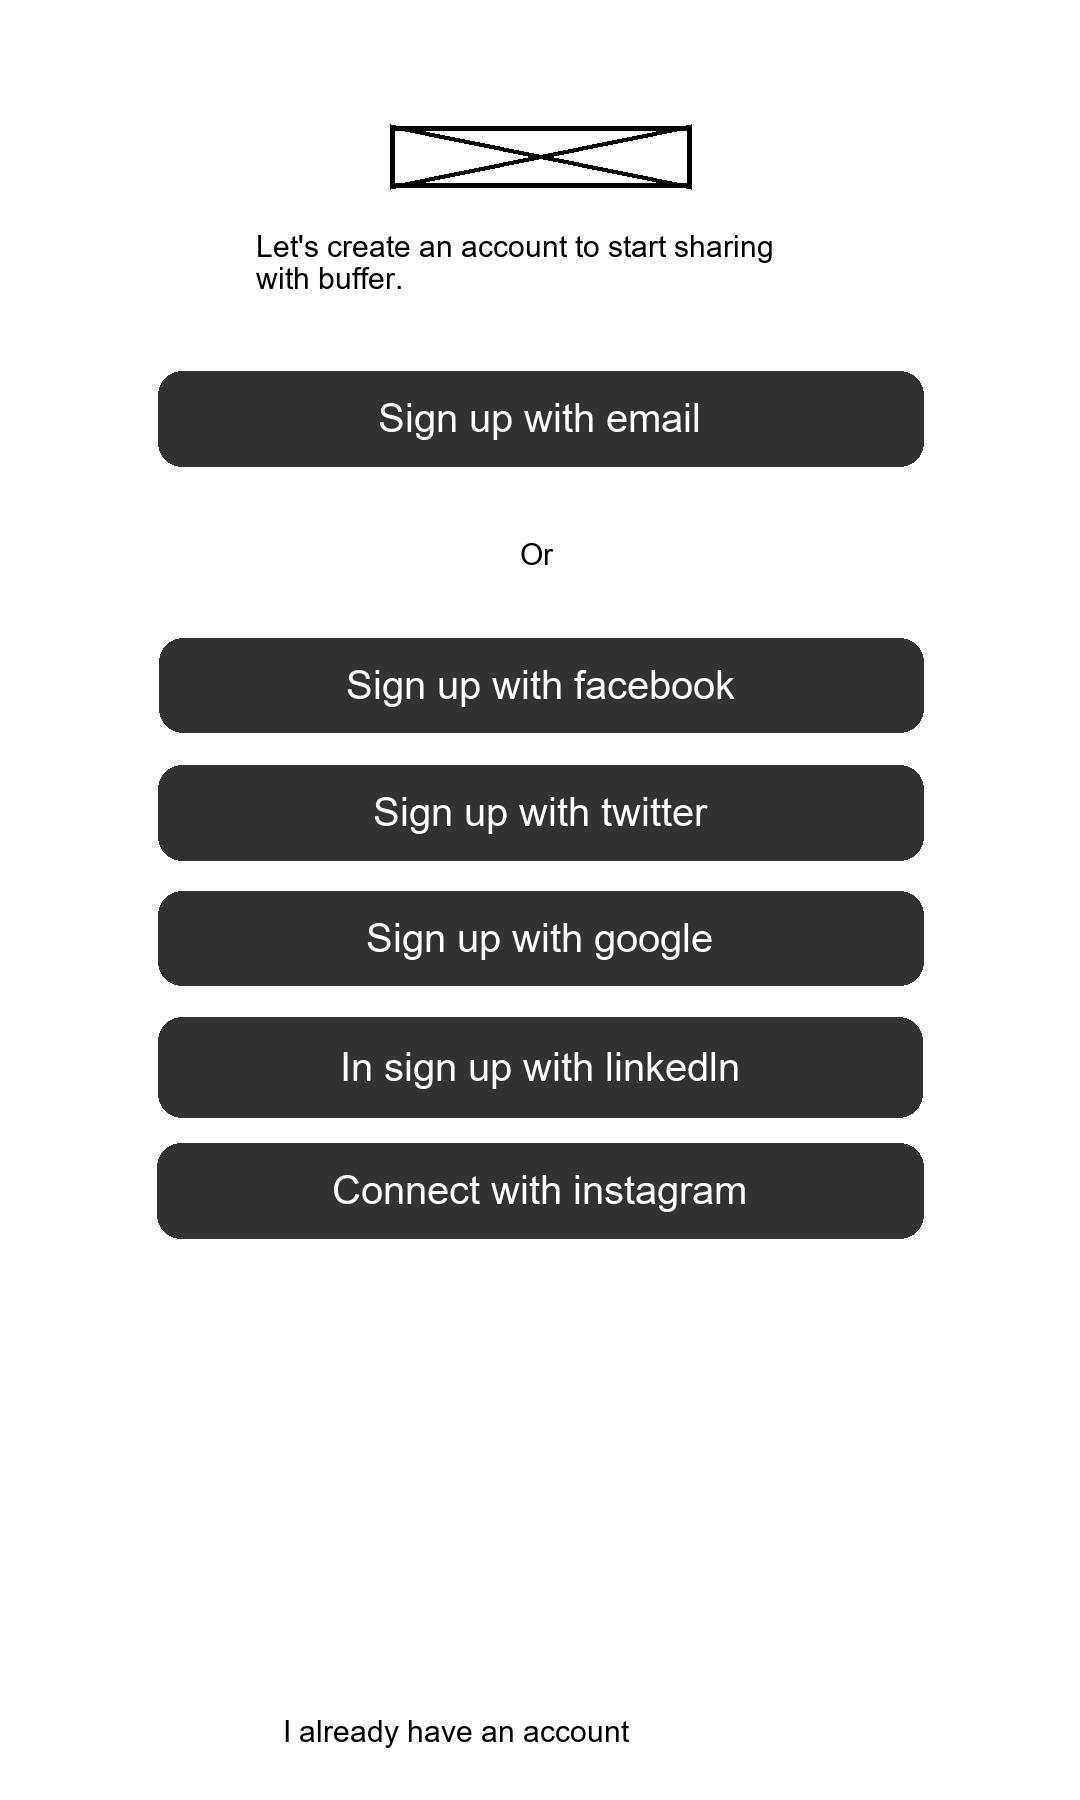 Let's create an account to start sharing
with buffer.
Sign up with email
Or
Sign up with facebook
Sign up with twitter
Sign up with google
In sign up with linkedln
Connect with instagram
I already have an account